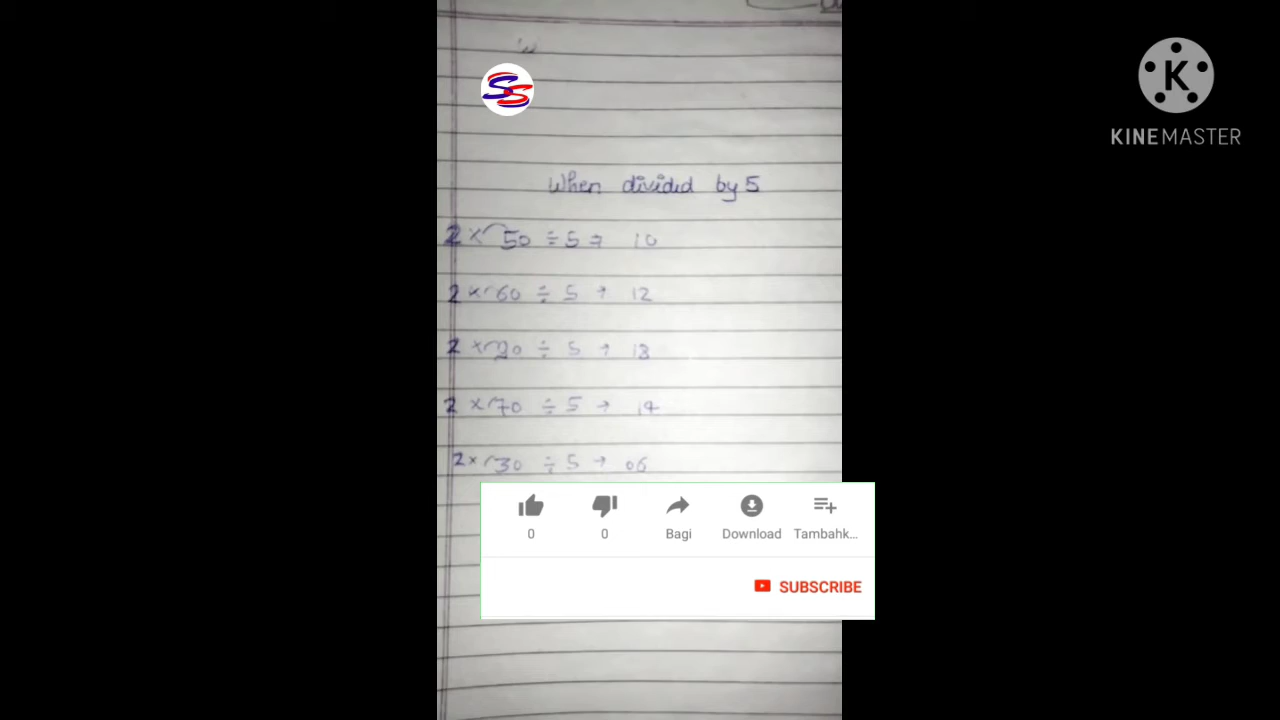 SS
KINEMASTER
When divided by 5
2 × 50 ÷ 5 → 10
2 × 60 ÷ 5 → 12
2 × 90 ÷ 5 → 18
2 × 70 ÷ 5 → 14
2 × 30 ÷ 5 → 06
0 0 Bagi Download Tambahk...
SUBSCRIBE